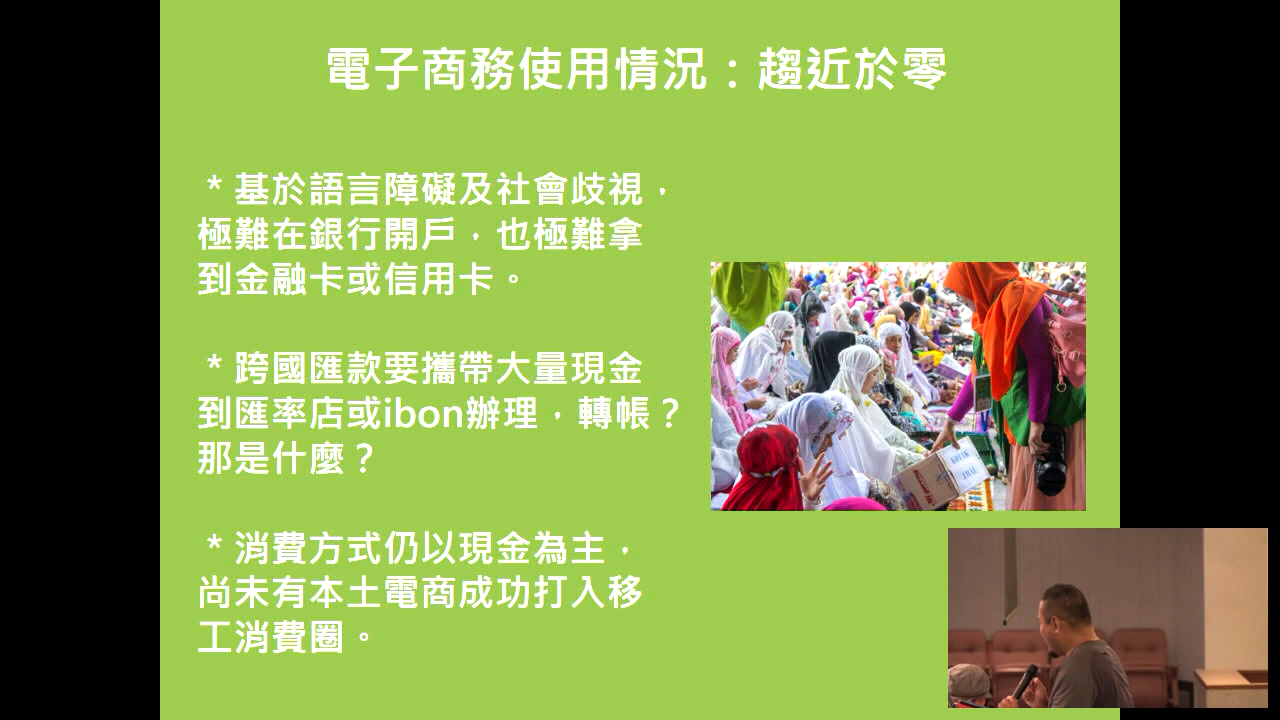 電子商務使用情況：趨近於零
* 基於語言障礙及社會歧視，
極難在銀行開戶，也極難拿
到金融卡或信用卡。
* 跨國匯款要攜帶大量現金
到匯率店或ibon辦理，轉帳？
那是什麼？
* 消費方式仍以現金為主，
尚未有本土電商成功打入移
工消費圈。